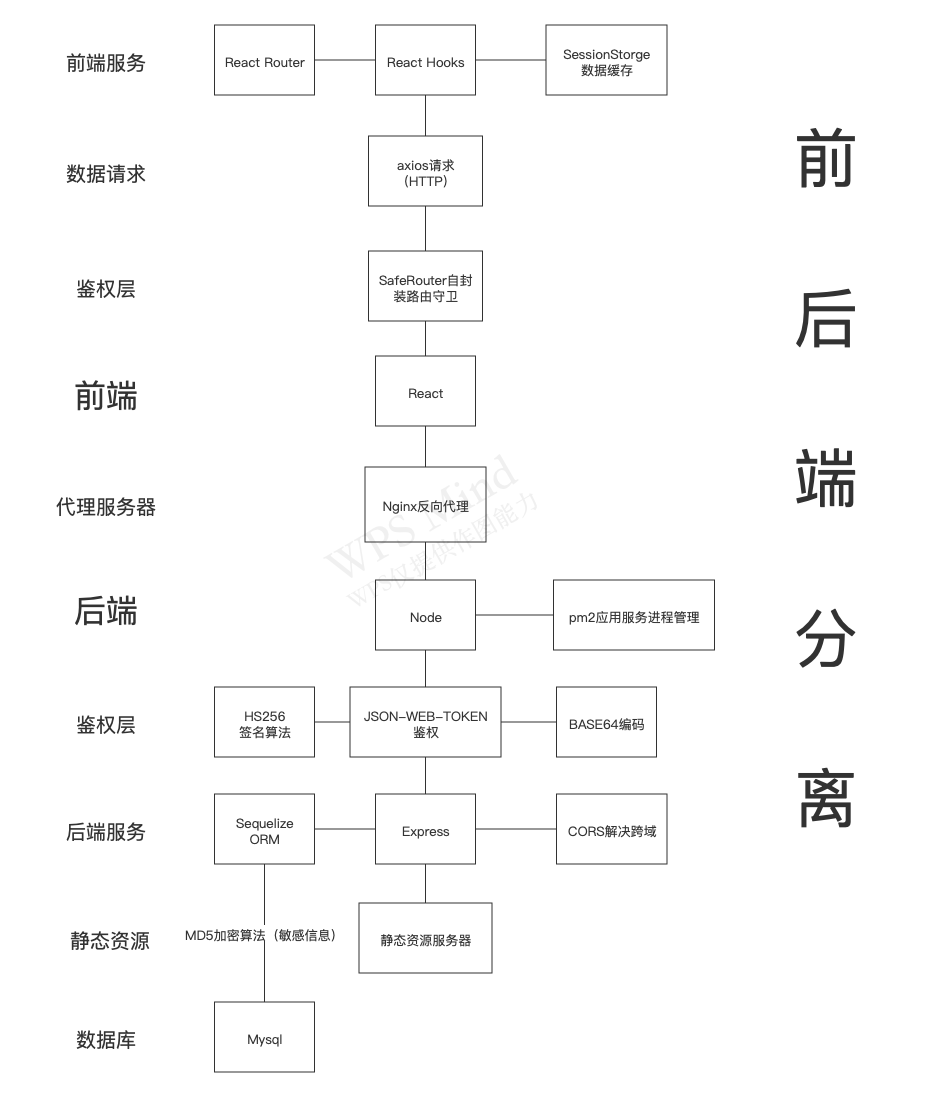 前端服务
React Router
React Hooks
SessionStorge
数据缓存
数据请求
axios请求
（HTTP）
鉴权层
SafeRouter自封
装路由守卫
前端
React
代理服务器
Nginx反向代理
后端
Node
pm2应用服务进程管理
鉴权层
HS256
签名算法
JSON-WEB-TOKEN
鉴权
BASE64编码
后端服务
Sequelize
ORM
Express
CORS解决跨域
静态资源
MD5加密算法（敏感信息）
静态资源服务器
数据库
Mysql
前
后
端
分
离
WPS Mind
WPS仅提供作图能力